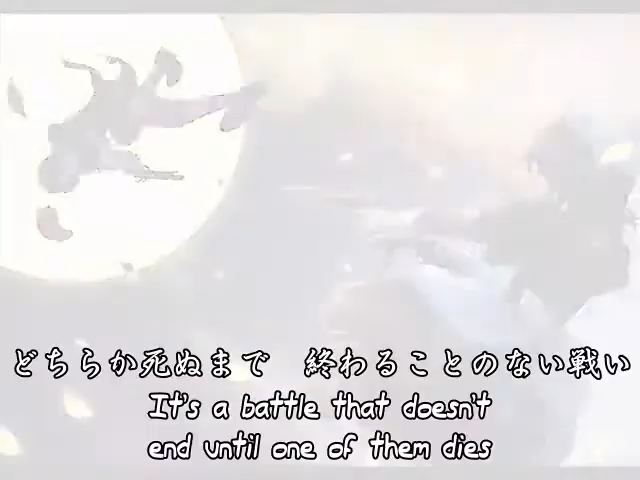 どちらか死ぬまで　終わることのない戦い
It's a battle that doesn't
end until one of them dies